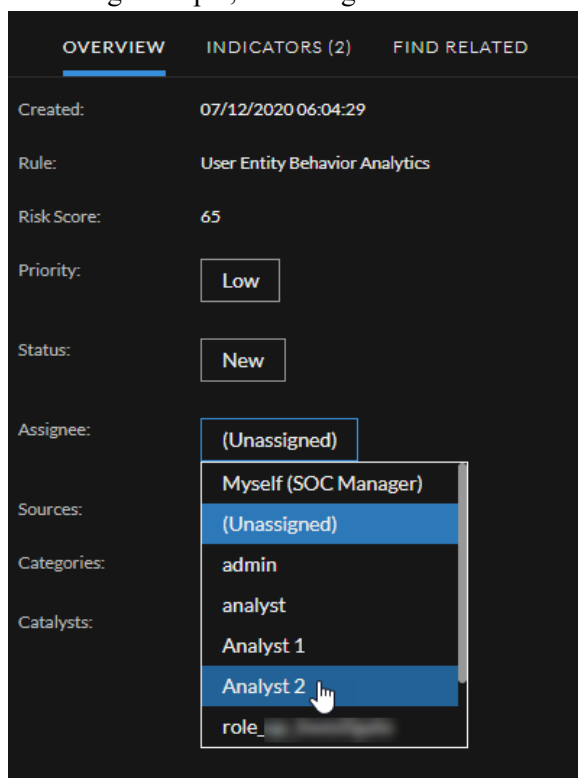 OVERVIEW INDICATORS (2) FIND RELATED
Created: 07/12/2020 06:04:29
Rule: User Entity Behavior Analytics
Risk Score: 65
Priority: Low
Status: New
Assignee: (Unassigned)
Myself (SOC Manager)
Sources:
(Unassigned)
Categories: admin
analyst
Catalysts:
Analyst 1
Analyst 2
role_